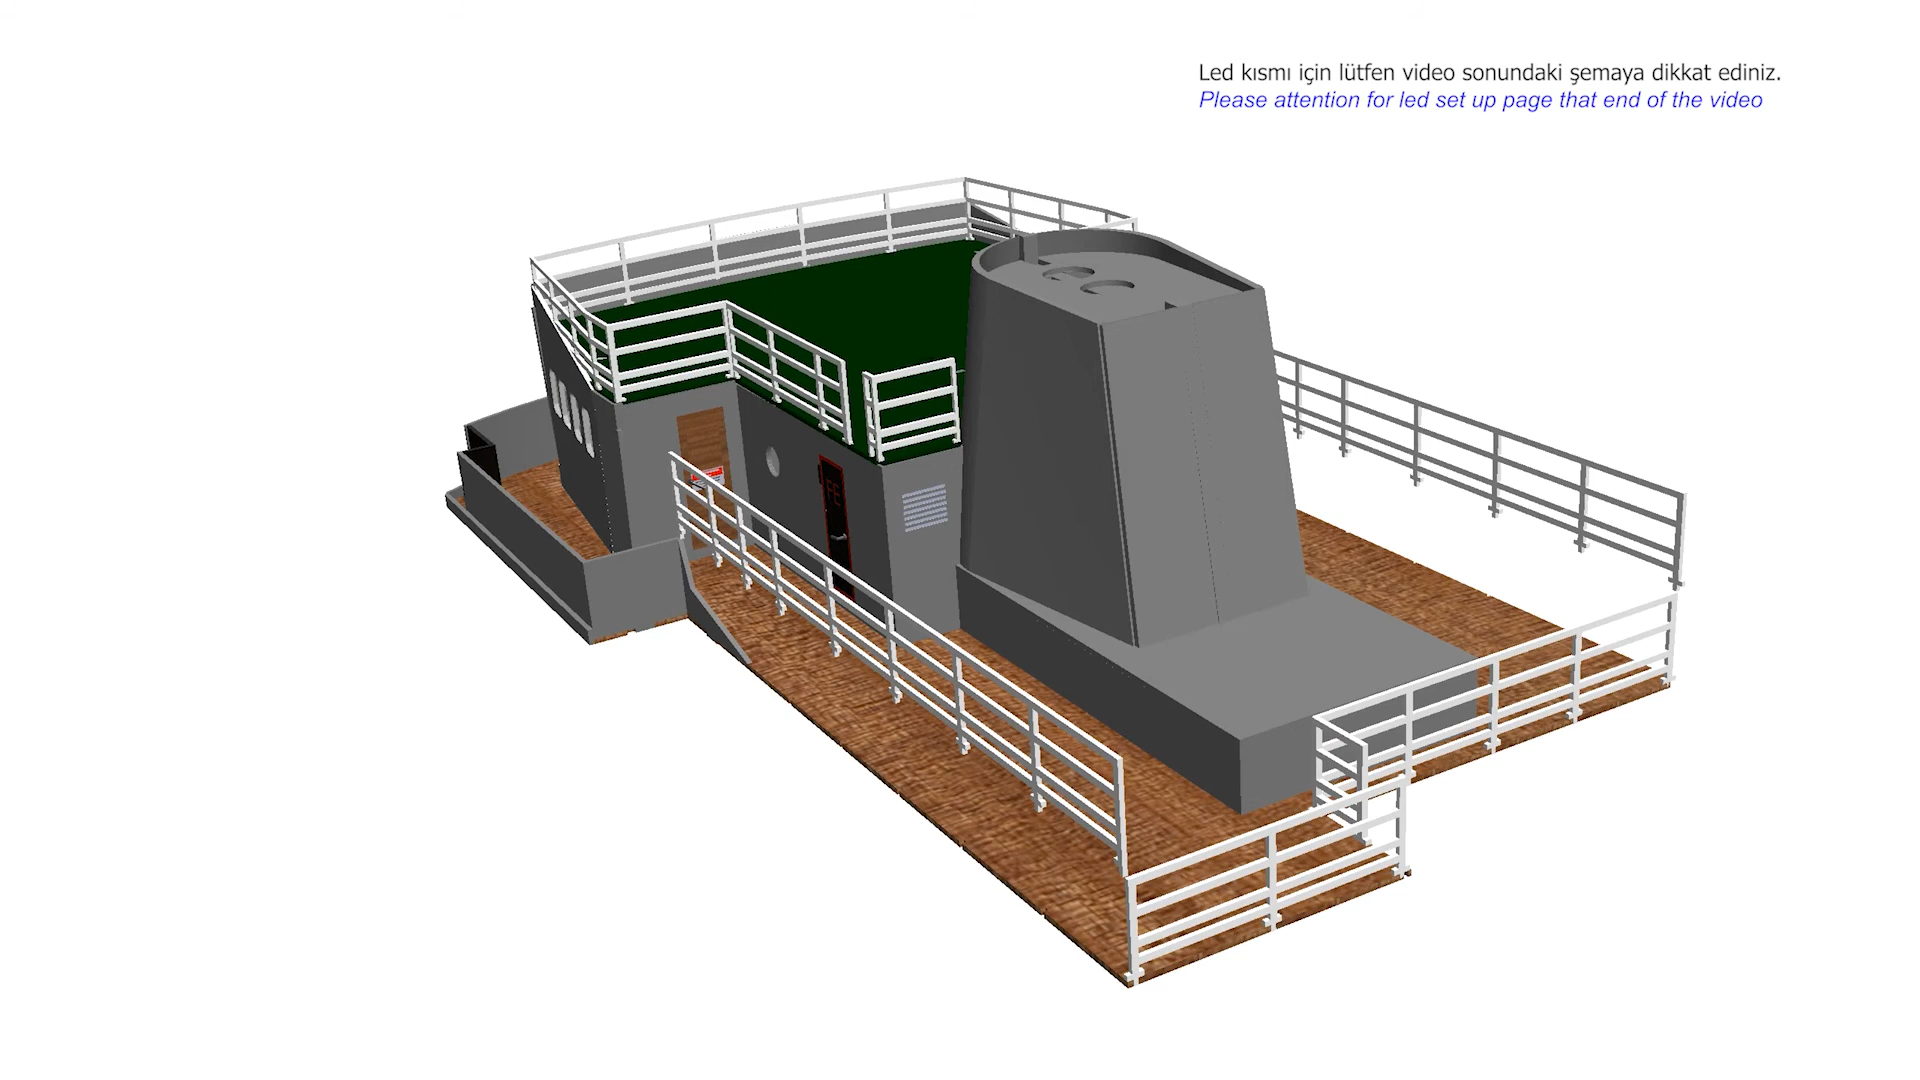 Led kısmı için lütfen video sonundaki şemaya dikkat ediniz.
Please attention for led set up page that end of the video
FE